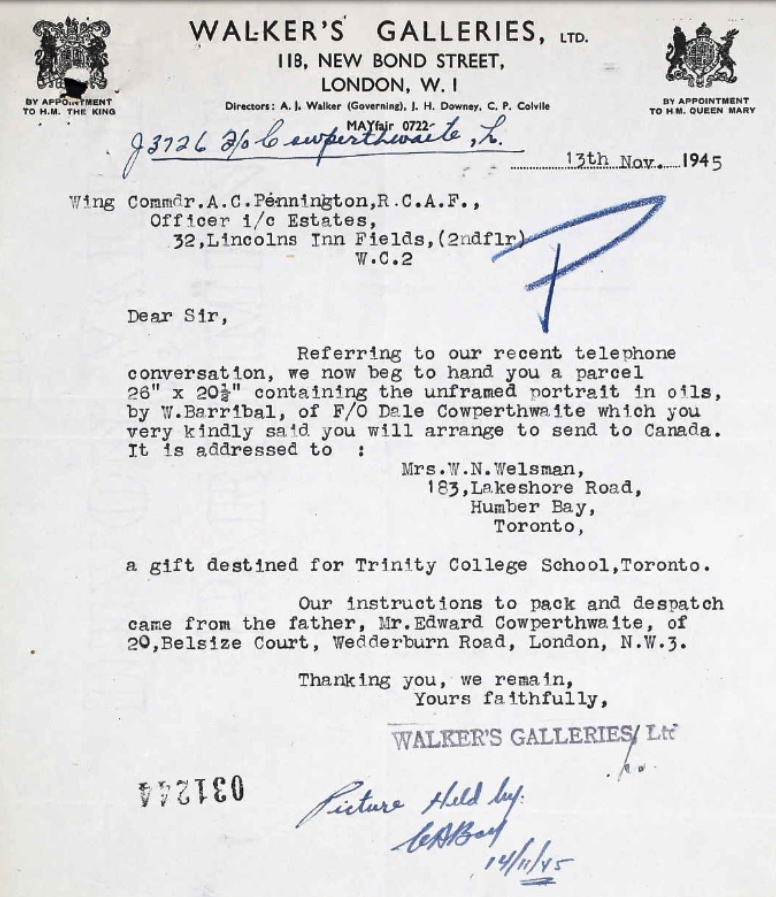 WALKER'S GALLERIES, LTD.
118, NEW BOND STREET,
LONDON, W. 1
BY APPOINTMENT
TO H.M. THE KING
BY APPOINTMENT
TO H.M. QUEEN MARY
Directors: A. J. Walker (Governing), J. H. Downey, C. P. Colvile
MAYfair 0722
J 3726 F/O Cowperthwaite, L.
13th Nov. 1945
Wing Commdr.A.C.Pennington,R.C.A.F.,
Officer i/c Estates,
32,Lincolns Inn Fields,(2ndflr)
W.C.2
P
Dear Sir,
Referring to our recent telephone
conversation, we now beg to hand you a parcel
26" x 20½" containing the unframed portrait in oils,
by W.Barribal, of F/O Dale Cowperthwaite which you
very kindly said you will arrange to send to Canada.
It is addressed to :
Mrs.W.N.Welsman,
183,Lakeshore Road,
Humber Bay,
Toronto,
a gift destined for Trinity College School,Toronto.
Our instructions to pack and despatch
came from the father, Mr.Edward Cowperthwaite, of
20,Belsize Court, Wedderburn Road, London, N.W.3.
Thanking you, we remain,
Yours faithfully,
WALKER'S GALLERIES, Ltd
031244
Picture Held by:
14/11/45